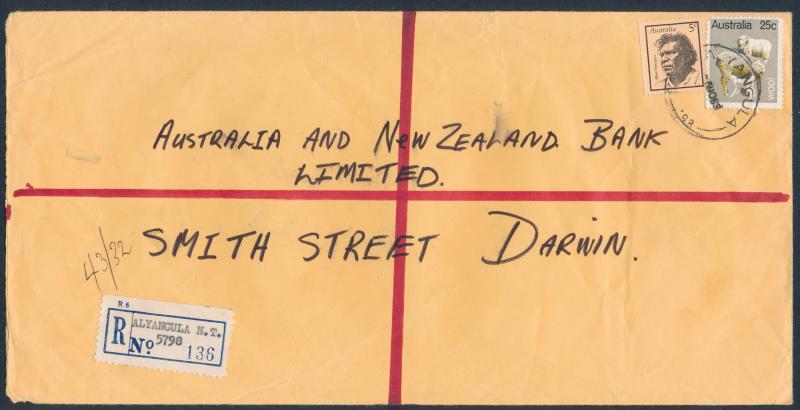 Australia 5c
Australia 25c
wool
AUSTRALIA AND NEW ZEALAND. BANK
LIMITED.
SMITH STREET DARWIN.
43/32
R6
R ALYANGULA N.T.
5798
No 136